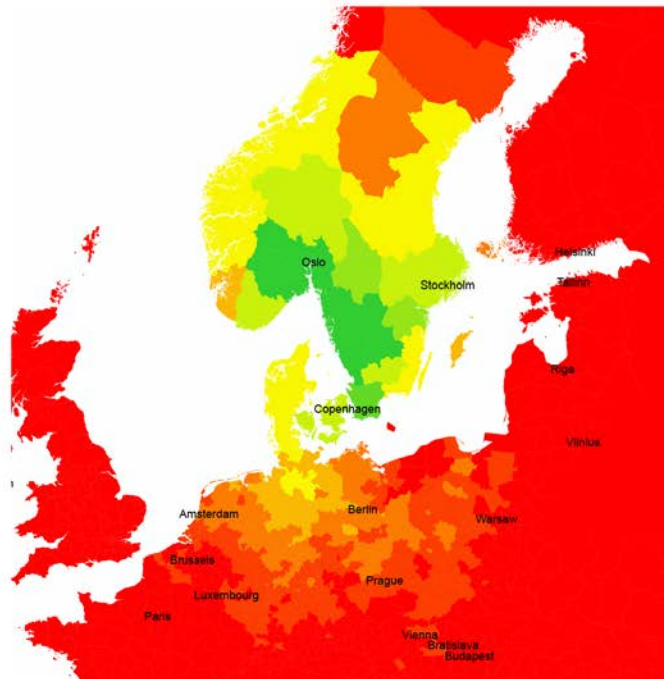 Helsinki
Oslo
Tallinn
Stockholm
Riga
Copenhagen
Vilnius
n
Berlin
Amsterdam
Warsaw
Brussels
Prague
Luxembourg
Paris
Vienna
Bratislava
Budapest